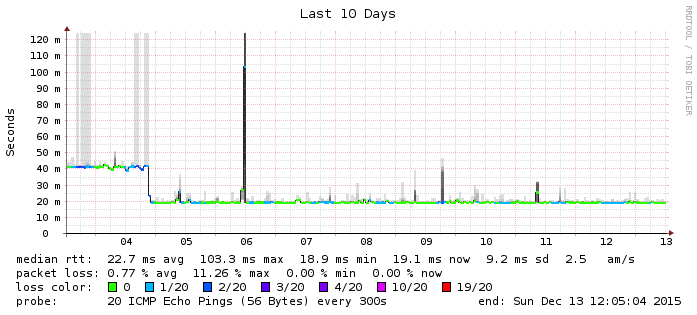 Last 10 Days
RRDTOOL / TOBI OETIKER
Seconds
120 m
110 m
100 m
90 m
80 m
70 m
60 m
50 m
40 m
30 m
20 m
10 m
0
04 05 06 07 08 09 10 11 12 13
median rtt: 22.7 ms avg 103.3 ms max 18.9 ms min 19.1 ms now 9.2 ms sd 2.5 am/s
packet loss: 0.77 % avg 11.26 % max 0.00 % min 0.00 % now
loss color: 0 1/20 2/20 3/20 4/20 10/20 19/20
probe: 20 ICMP Echo Pings (56 Bytes) every 300s end: Sun Dec 13 12:05:04 2015